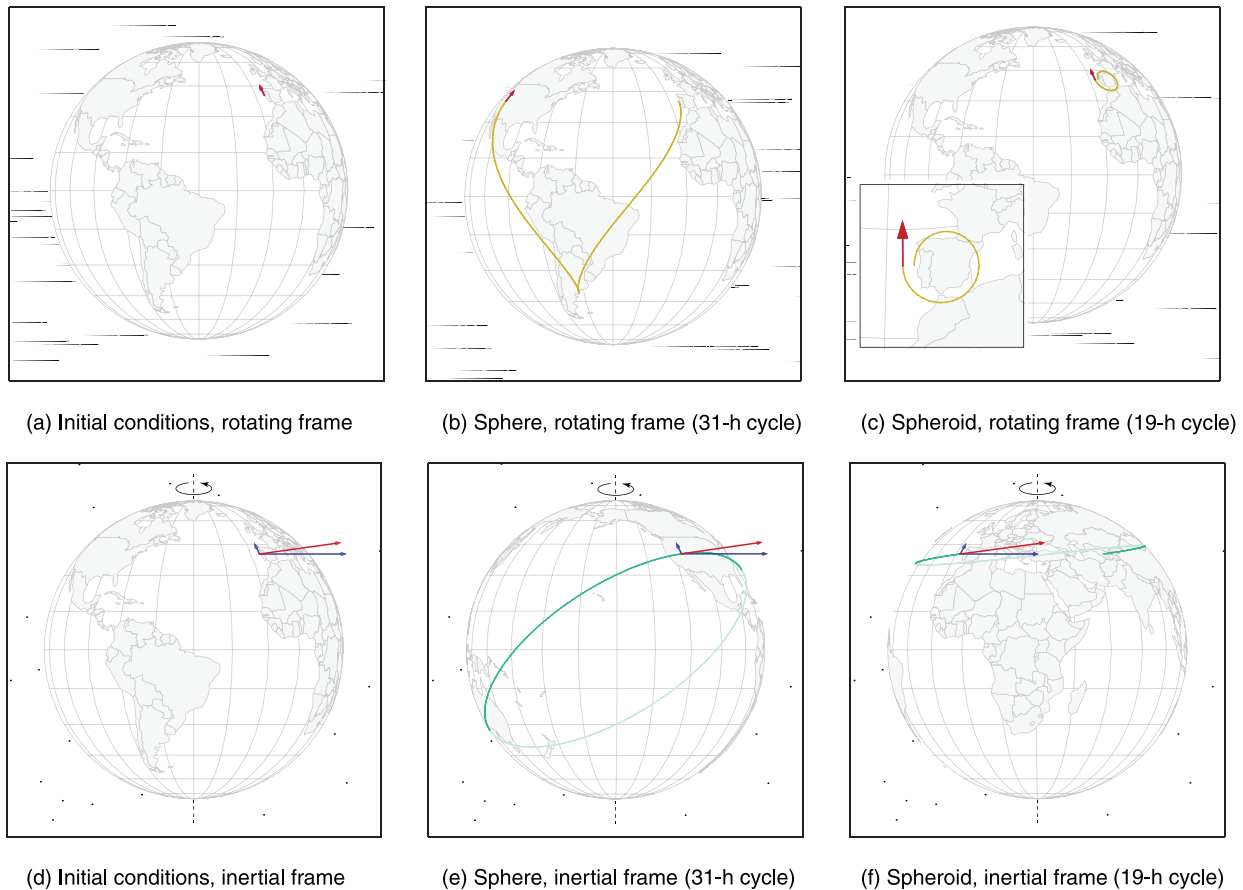 (a) Initial conditions, rotating frame
(b) Sphere, rotating frame (31-h cycle)
(c) Spheroid, rotating frame (19-h cycle)
(d) Initial conditions, inertial frame
(e) Sphere, inertial frame (31-h cycle)
(f) Spheroid, inertial frame (19-h cycle)